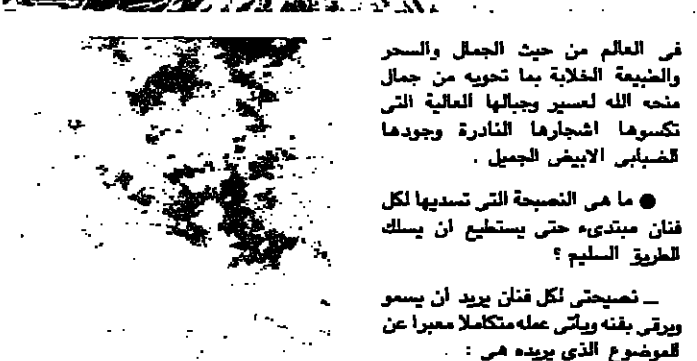 فى العالم من حيث الجمال والسحر
والطبيعة الخلابة بما تحويه من جمال
منحه الله لعسير وجبالها العالية التى
تكسوها اشجارها النادرة وجودها
الضبابى الابيض الجميل .
● ما هى النصيحة التى تسديها لكل
فنان مبتدىء حتى يستطيع ان يسلك
الطريق السليم ؟
ــ نصيحتى لكل فنان يريد ان يسمو
ويرقى بفنه ويأتى عمله متكاملا معبرا عن
الموضوع الذى يريده هى :